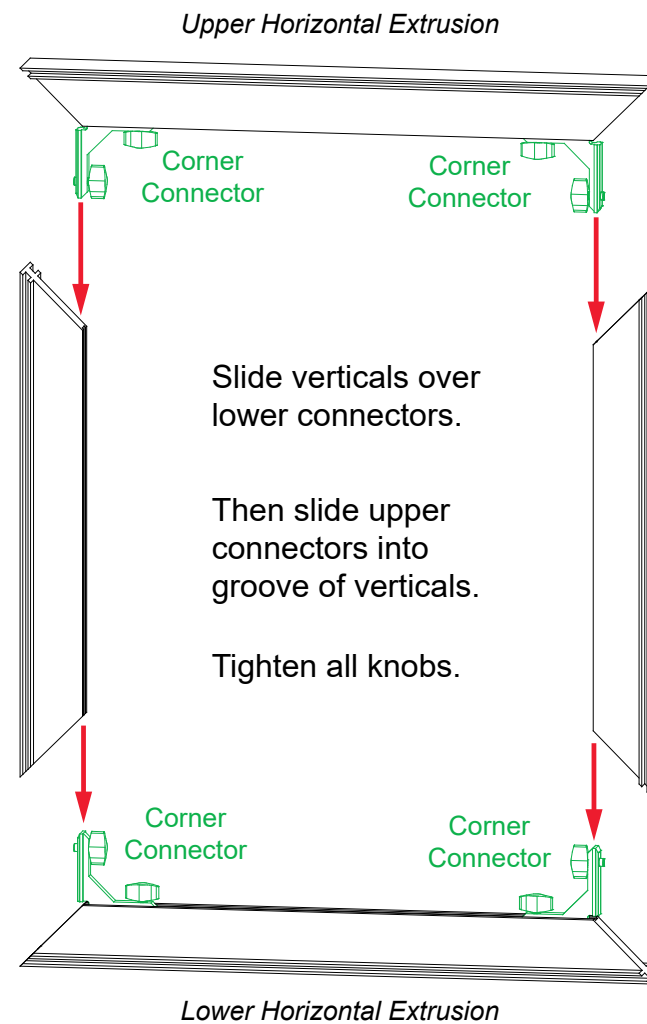 Upper Horizontal Extrusion
Corner
Connector
Corner
Connector
Slide verticals over
lower connectors.
Then slide upper
connectors into
groove of verticals.
Tighten all knobs.
Corner
Connector
Corner
Connector
Lower Horizontal Extrusion